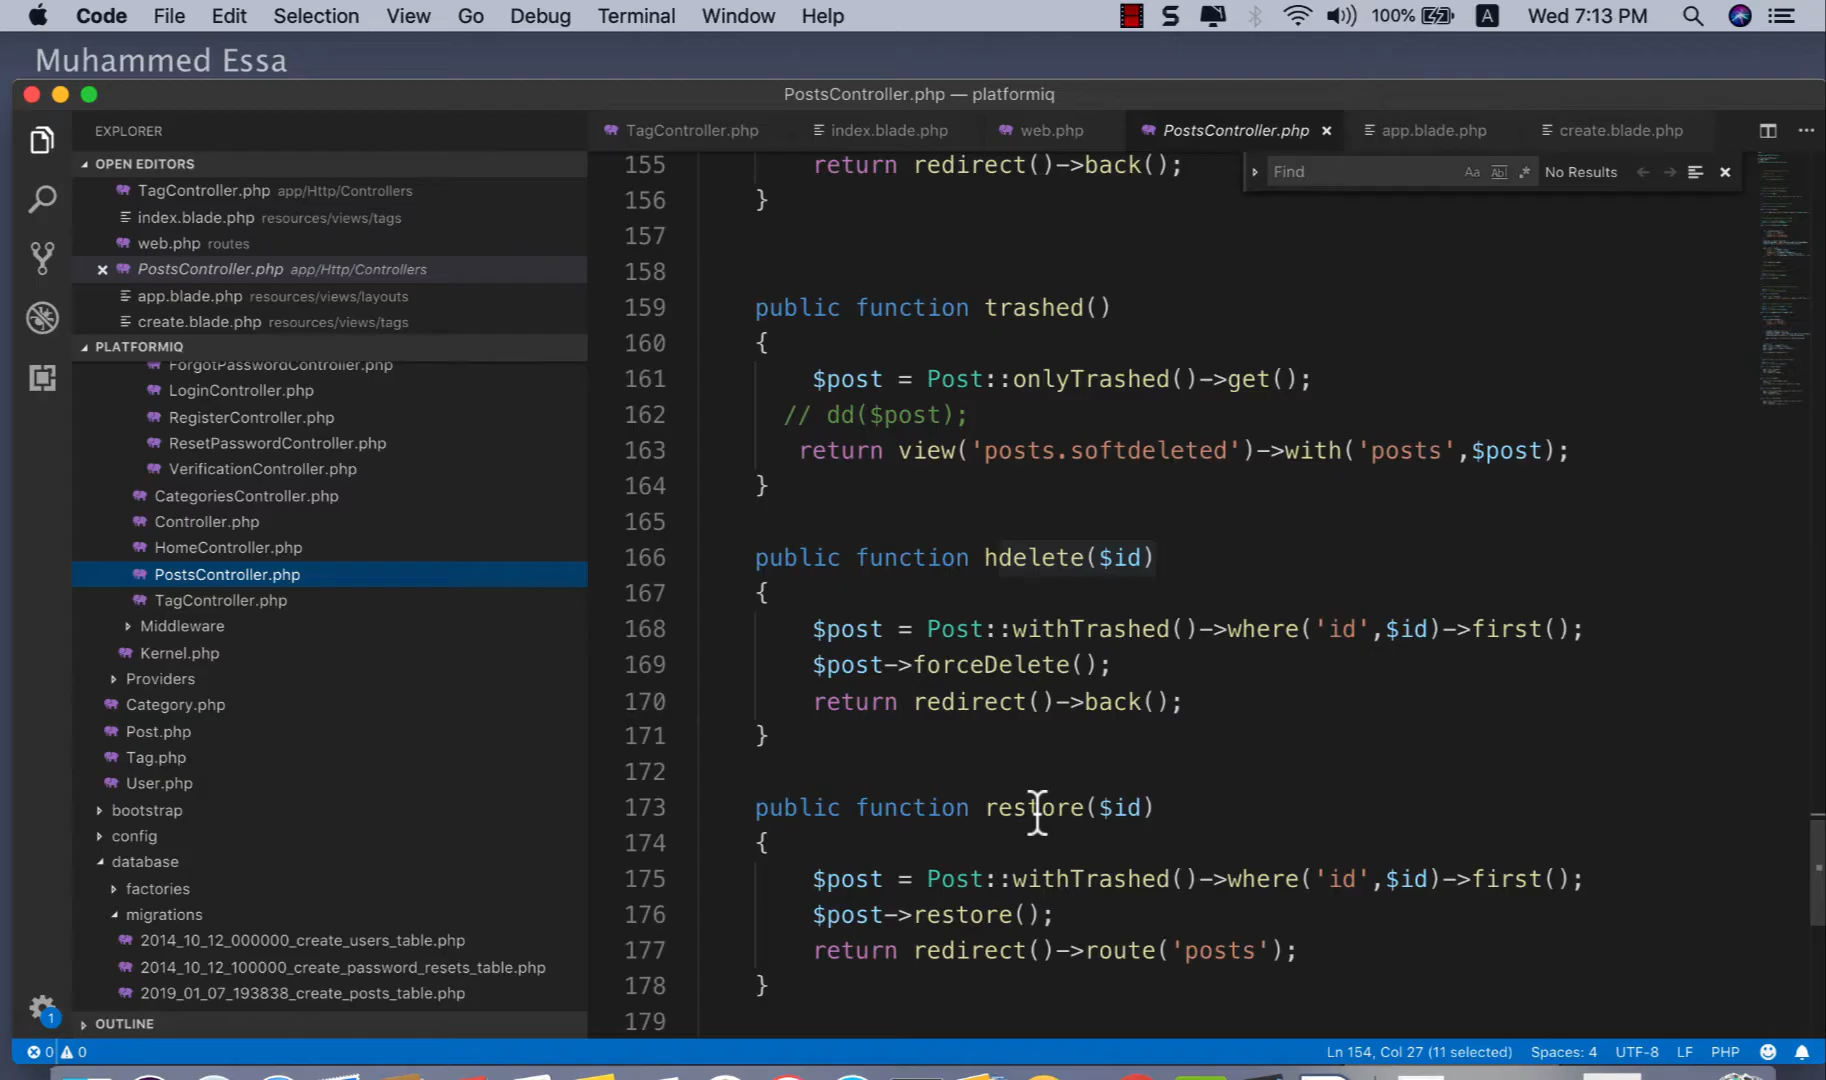 Code File Edit Selection View Go Debug Terminal Window Help 100% A Wed 7:13 PM
Muhammed Essa
PostsController.php — platformiq
EXPLORER
OPEN EDITORS
TagController.php app/Http/Controllers
index.blade.php resources/views/tags
web.php routes
PostsController.php app/Http/Controllers
app.blade.php resources/views/layouts
create.blade.php resources/views/tags
PLATFORMIQ
ForgotPasswordController.php
LoginController.php
RegisterController.php
ResetPasswordController.php
VerificationController.php
CategoriesController.php
Controller.php
HomeController.php
PostsController.php
TagController.php
Middleware
Kernel.php
Providers
Category.php
Post.php
Tag.php
User.php
bootstrap
config
database
factories
migrations
2014_10_12_000000_create_users_table.php
2014_10_12_100000_create_password_resets_table.php
2019_01_07_193838_create_posts_table.php
OUTLINE
TagController.php index.blade.php web.php PostsController.php app.blade.php create.blade.php
Find Aa Abl .* No Results
155 return redirect()->back();
156 }
157
158
159 public function trashed()
160 {
161 $post = Post::onlyTrashed()->get();
162 // dd($post);
163 return view('posts.softdeleted')->with('posts',$post);
164 }
165
166 public function hdelete($id)
167 {
168 $post = Post::withTrashed()->where('id',$id)->first();
169 $post->forceDelete();
170 return redirect()->back();
171 }
172
173 public function restore($id)
174 {
175 $post = Post::withTrashed()->where('id',$id)->first();
176 $post->restore();
177 return redirect()->route('posts');
178 }
179
1
0 0 Ln 154, Col 27 (11 selected) Spaces: 4 UTF-8 LF PHP